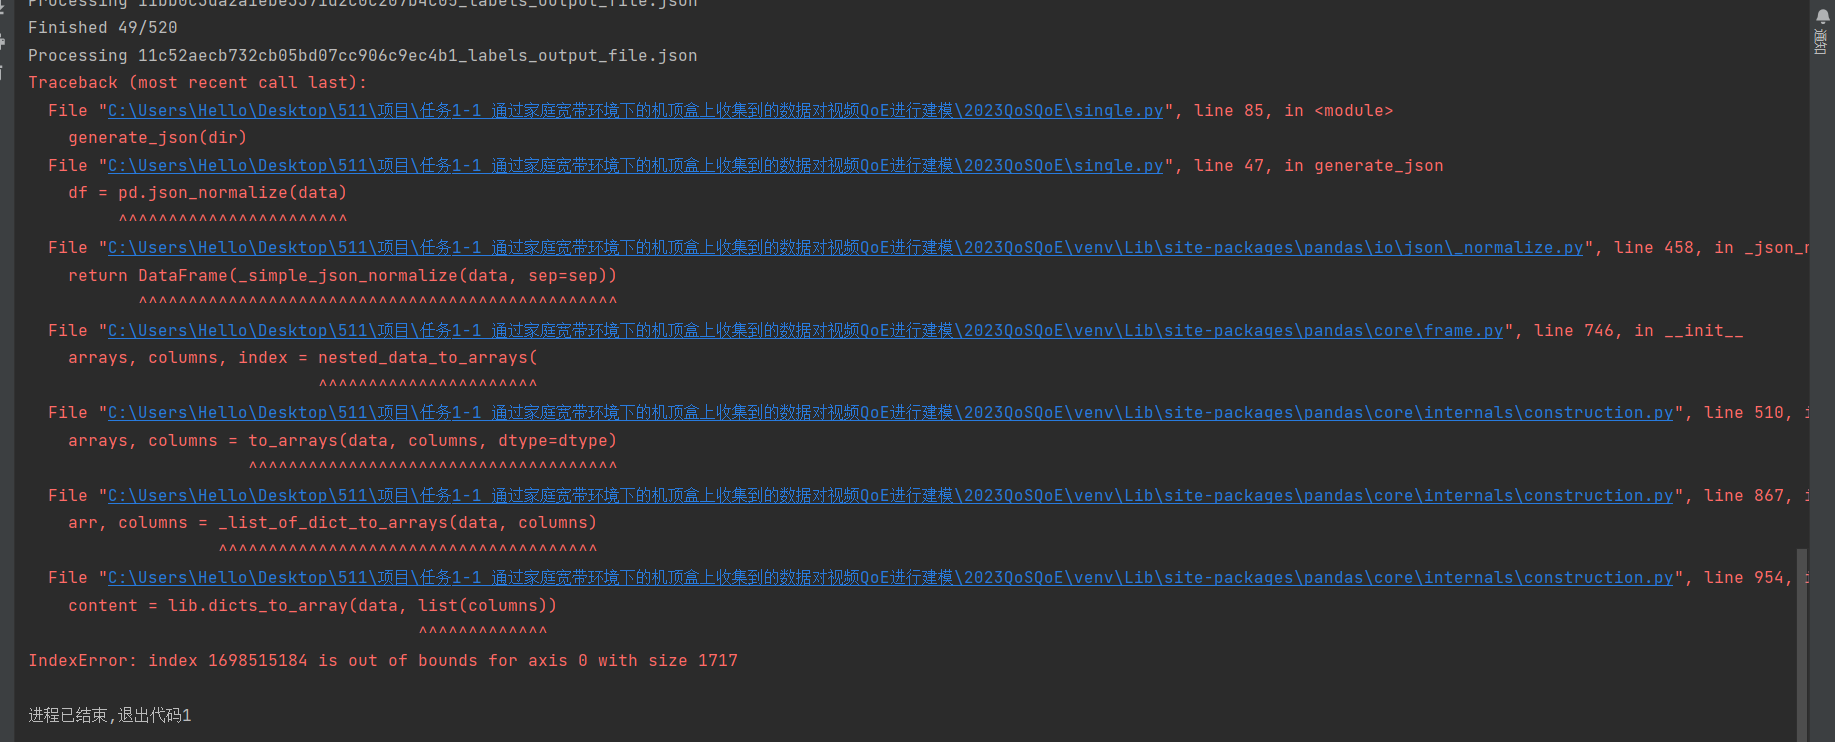 Processing 11bb0c3da2a1ebe3371d2c0c207b4c05_labels_output_file.json
Finished 49/520
Processing 11c52aecb732cb05bd07cc906c9ec4b1_labels_output_file.json
Traceback (most recent call last):
  File "C:\Users\Hello\Desktop\511\项目\任务1-1 通过家庭宽带环境下的机顶盒上收集到的数据对视频QoE进行建模\2023QoSQoE\single.py", line 85, in <module>
    generate_json(dir)
  File "C:\Users\Hello\Desktop\511\项目\任务1-1 通过家庭宽带环境下的机顶盒上收集到的数据对视频QoE进行建模\2023QoSQoE\single.py", line 47, in generate_json
    df = pd.json_normalize(data)
         ^^^^^^^^^^^^^^^^^^^^^^^
  File "C:\Users\Hello\Desktop\511\项目\任务1-1 通过家庭宽带环境下的机顶盒上收集到的数据对视频QoE进行建模\2023QoSQoE\venv\Lib\site-packages\pandas\io\json\_normalize.py", line 458, in _json_n
    return DataFrame(_simple_json_normalize(data, sep=sep))
           ^^^^^^^^^^^^^^^^^^^^^^^^^^^^^^^^^^^^^^^^^^^^^^^^
  File "C:\Users\Hello\Desktop\511\项目\任务1-1 通过家庭宽带环境下的机顶盒上收集到的数据对视频QoE进行建模\2023QoSQoE\venv\Lib\site-packages\pandas\core\frame.py", line 746, in __init__
    arrays, columns, index = nested_data_to_arrays(
                             ^^^^^^^^^^^^^^^^^^^^^^
  File "C:\Users\Hello\Desktop\511\项目\任务1-1 通过家庭宽带环境下的机顶盒上收集到的数据对视频QoE进行建模\2023QoSQoE\venv\Lib\site-packages\pandas\core\internals\construction.py", line 510, i
    arrays, columns = to_arrays(data, columns, dtype=dtype)
                      ^^^^^^^^^^^^^^^^^^^^^^^^^^^^^^^^^^^^^
  File "C:\Users\Hello\Desktop\511\项目\任务1-1 通过家庭宽带环境下的机顶盒上收集到的数据对视频QoE进行建模\2023QoSQoE\venv\Lib\site-packages\pandas\core\internals\construction.py", line 867, i
    arr, columns = _list_of_dict_to_arrays(data, columns)
                   ^^^^^^^^^^^^^^^^^^^^^^^^^^^^^^^^^^^^^^
  File "C:\Users\Hello\Desktop\511\项目\任务1-1 通过家庭宽带环境下的机顶盒上收集到的数据对视频QoE进行建模\2023QoSQoE\venv\Lib\site-packages\pandas\core\internals\construction.py", line 954, i
    content = lib.dicts_to_array(data, list(columns))
                                       ^^^^^^^^^^^^^
IndexError: index 1698515184 is out of bounds for axis 0 with size 1717
进程已结束,退出代码1
通知